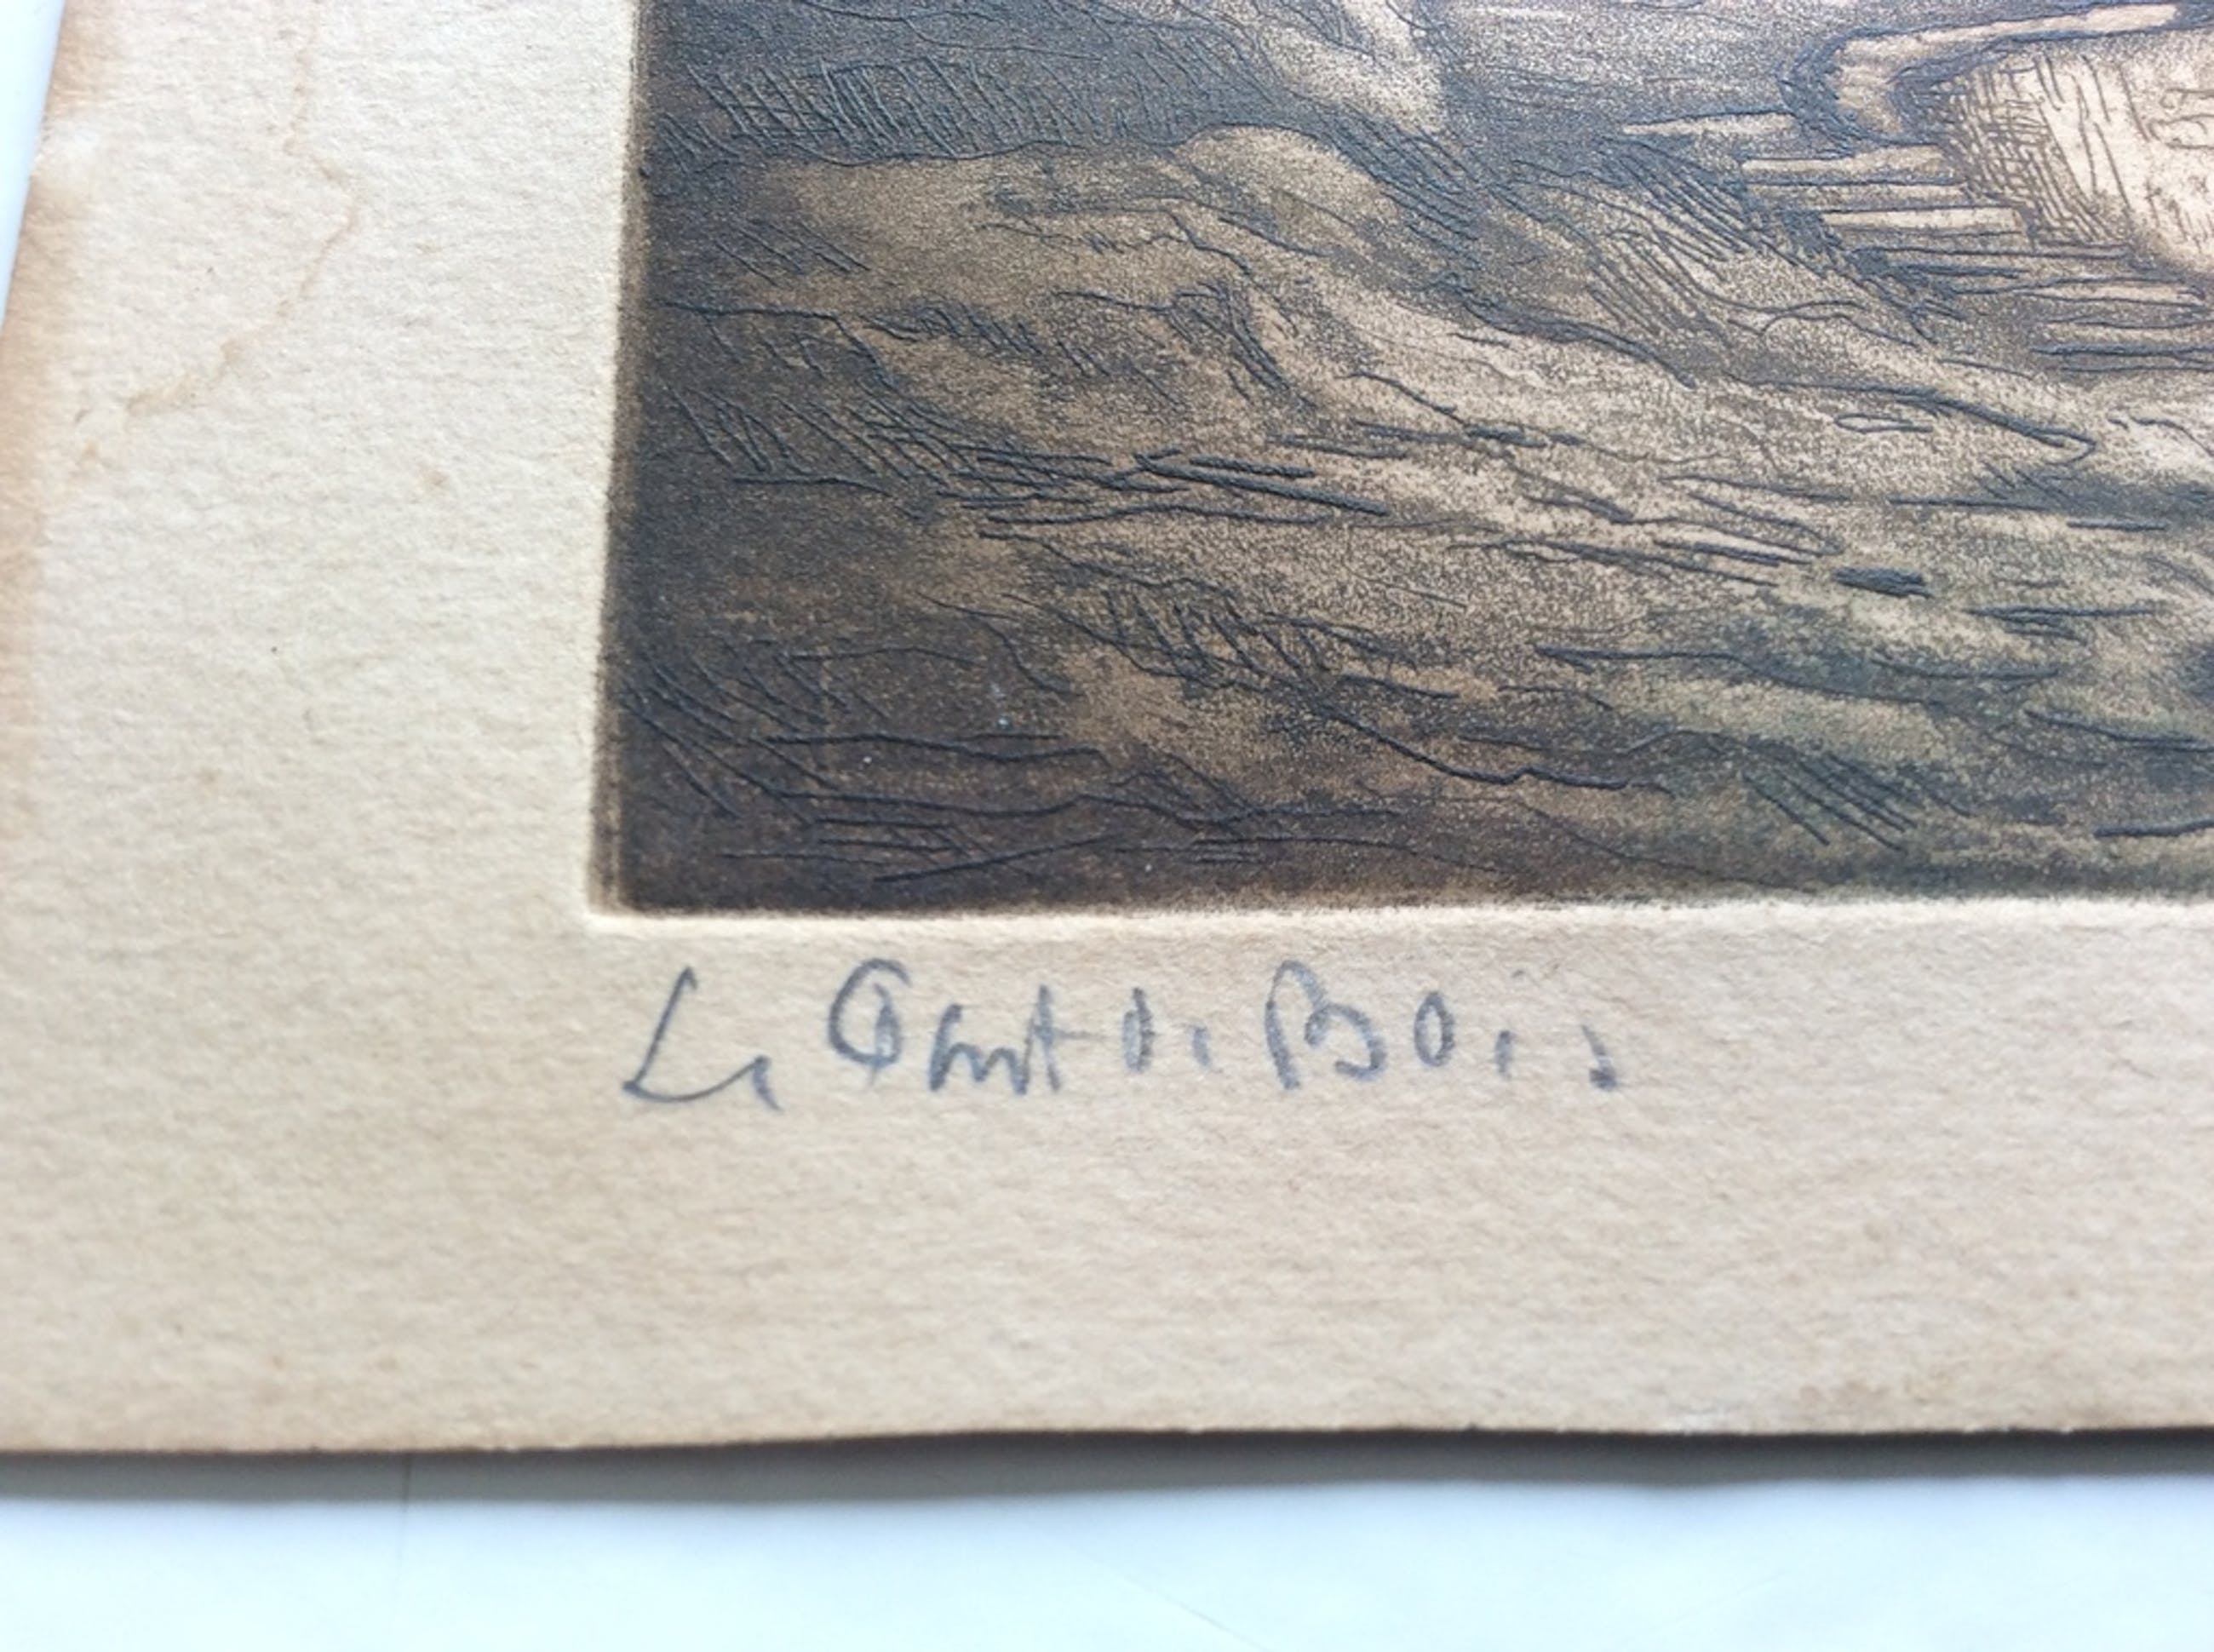 Le Pont de Bois